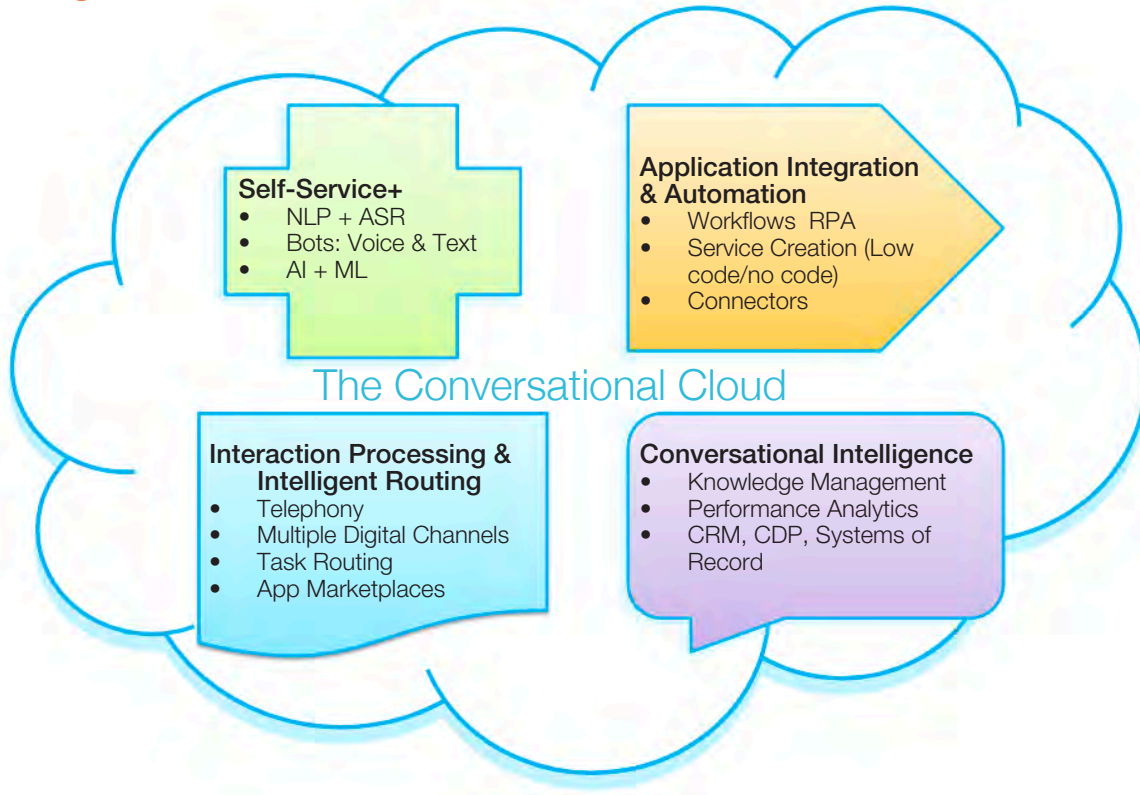 Self-Service+
• NLP + ASR
• Bots: Voice & Text
• AI + ML
Application Integration
& Automation
• Workflows RPA
• Service Creation (Low
code/no code)
• Connectors
The Conversational Cloud
Interaction Processing &
Intelligent Routing
• Telephony
• Multiple Digital Channels
• Task Routing
• App Marketplaces
Conversational Intelligence
• Knowledge Management
• Performance Analytics
• CRM, CDP, Systems of
Record